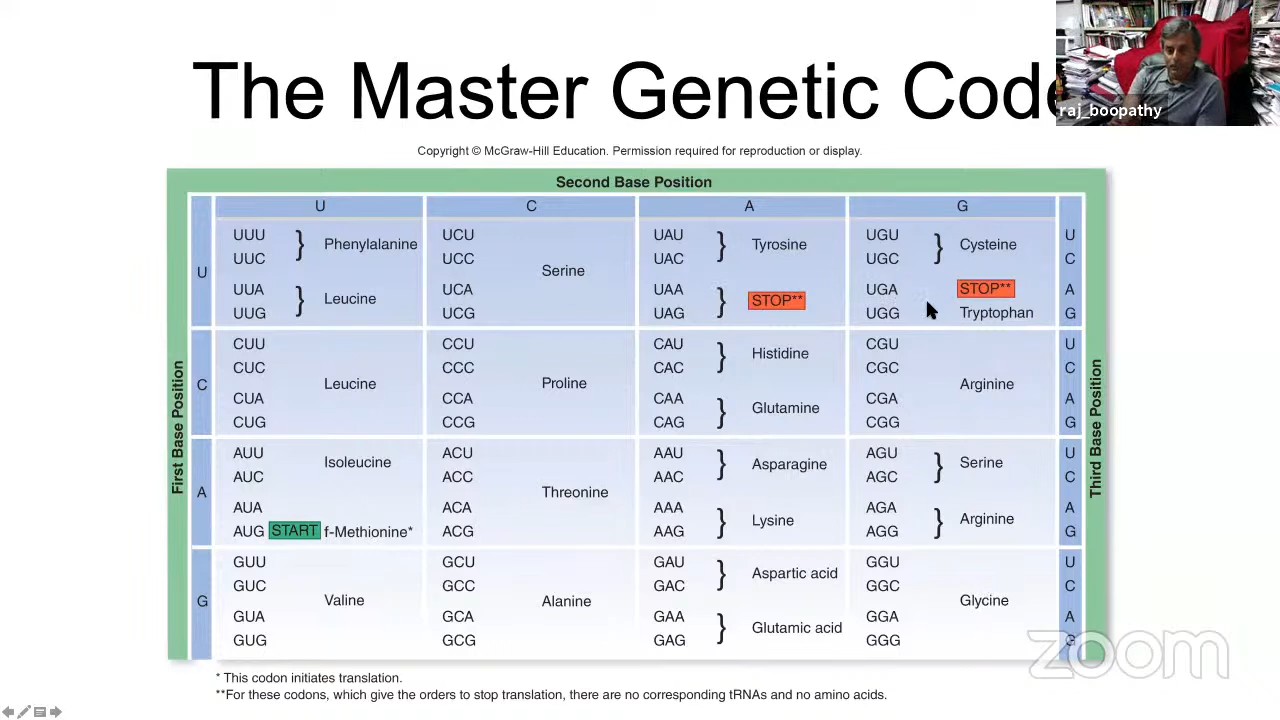 The Master Genetic Code
raj_boopathy
Copyright © McGraw-Hill Education. Permission required for reproduction or display.
Second Base Position
U C A G
First Base Position
Third Base Position
U
UUU UCU UAU UGU U
Phenylalanine Tyrosine Cysteine
UUC UCC UAC UGC C
Serine
UUA UCA UAA UGA STOP** A
Leucine STOP**
UUG UCG UAG UGG Tryptophan G
C
CUU CCU CAU CGU U
Histidine
CUC CCC CAC CGC C
Leucine Proline Arginine
CUA CCA CAA CGA A
Glutamine
CUG CCG CAG CGG G
A
AUU ACU AAU AGU U
Isoleucine Asparagine Serine
AUC ACC AAC AGC C
Threonine
AUA ACA AAA AGA A
Lysine Arginine
AUG START f-Methionine* ACG AAG AGG G
G
GUU GCU GAU GGU U
Aspartic acid
GUC GCC GAC GGC C
Valine Alanine Glycine
GUA GCA GAA GGA A
Glutamic acid
GUG GCG GAG GGG G
zoom
* This codon initiates translation.
**For these codons, which give the orders to stop translation, there are no corresponding tRNAs and no amino acids.